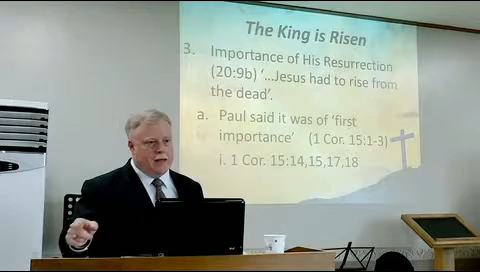 The King is Risen
3. Importance of His Resurrection
(20:9b) ‘...Jesus had to rise from
the dead’.
a. Paul said it was of ‘first
importance’ (1 Cor. 15:1-3)
i. 1 Cor. 15:14,15,17,18